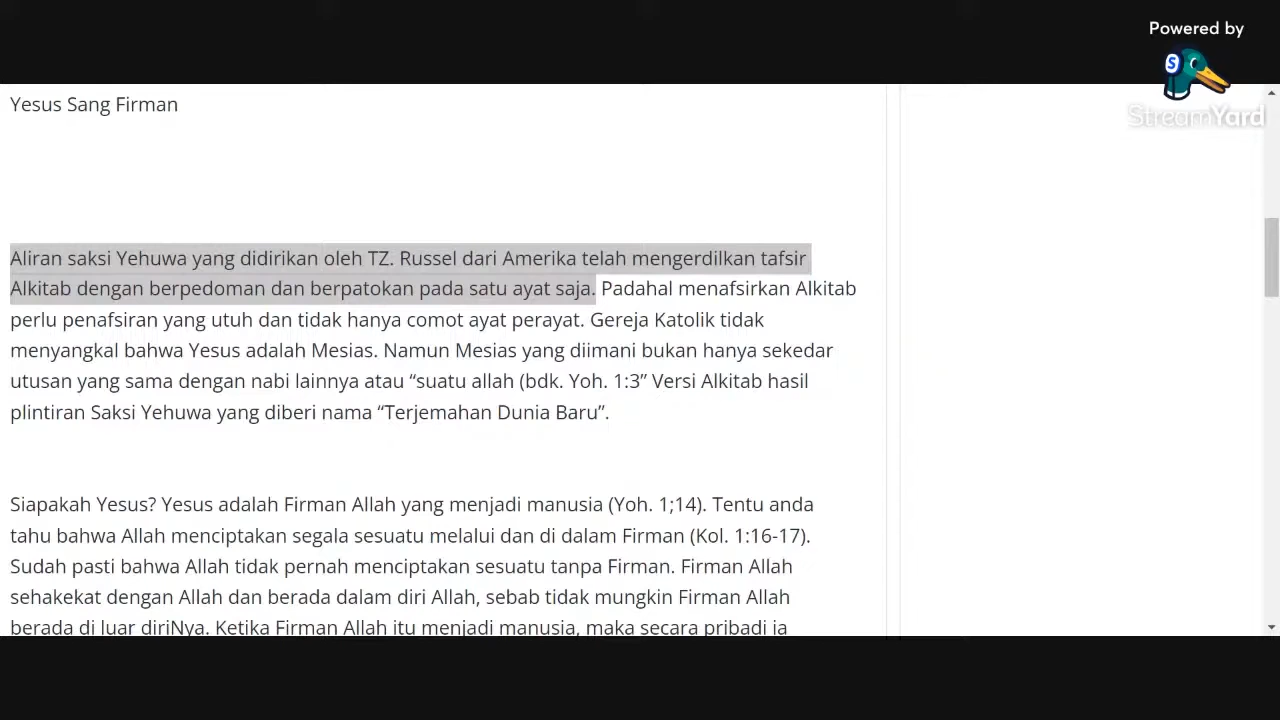 Powered by
S
StreamYard
Yesus Sang Firman
Aliran saksi Yehuwa yang didirikan oleh TZ. Russel dari Amerika telah mengerdilkan tafsir
Alkitab dengan berpedoman dan berpatokan pada satu ayat saja. Padahal menafsirkan Alkitab
perlu penafsiran yang utuh dan tidak hanya comot ayat perayat. Gereja Katolik tidak
menyangkal bahwa Yesus adalah Mesias. Namun Mesias yang diimani bukan hanya sekedar
utusan yang sama dengan nabi lainnya atau “suatu allah (bdk. Yoh. 1:3” Versi Alkitab hasil
plintiran Saksi Yehuwa yang diberi nama “Terjemahan Dunia Baru”.
Siapakah Yesus? Yesus adalah Firman Allah yang menjadi manusia (Yoh. 1;14). Tentu anda
tahu bahwa Allah menciptakan segala sesuatu melalui dan di dalam Firman (Kol. 1:16-17).
Sudah pasti bahwa Allah tidak pernah menciptakan sesuatu tanpa Firman. Firman Allah
sehakekat dengan Allah dan berada dalam diri Allah, sebab tidak mungkin Firman Allah
berada di luar diriNya. Ketika Firman Allah itu menjadi manusia, maka secara pribadi ia